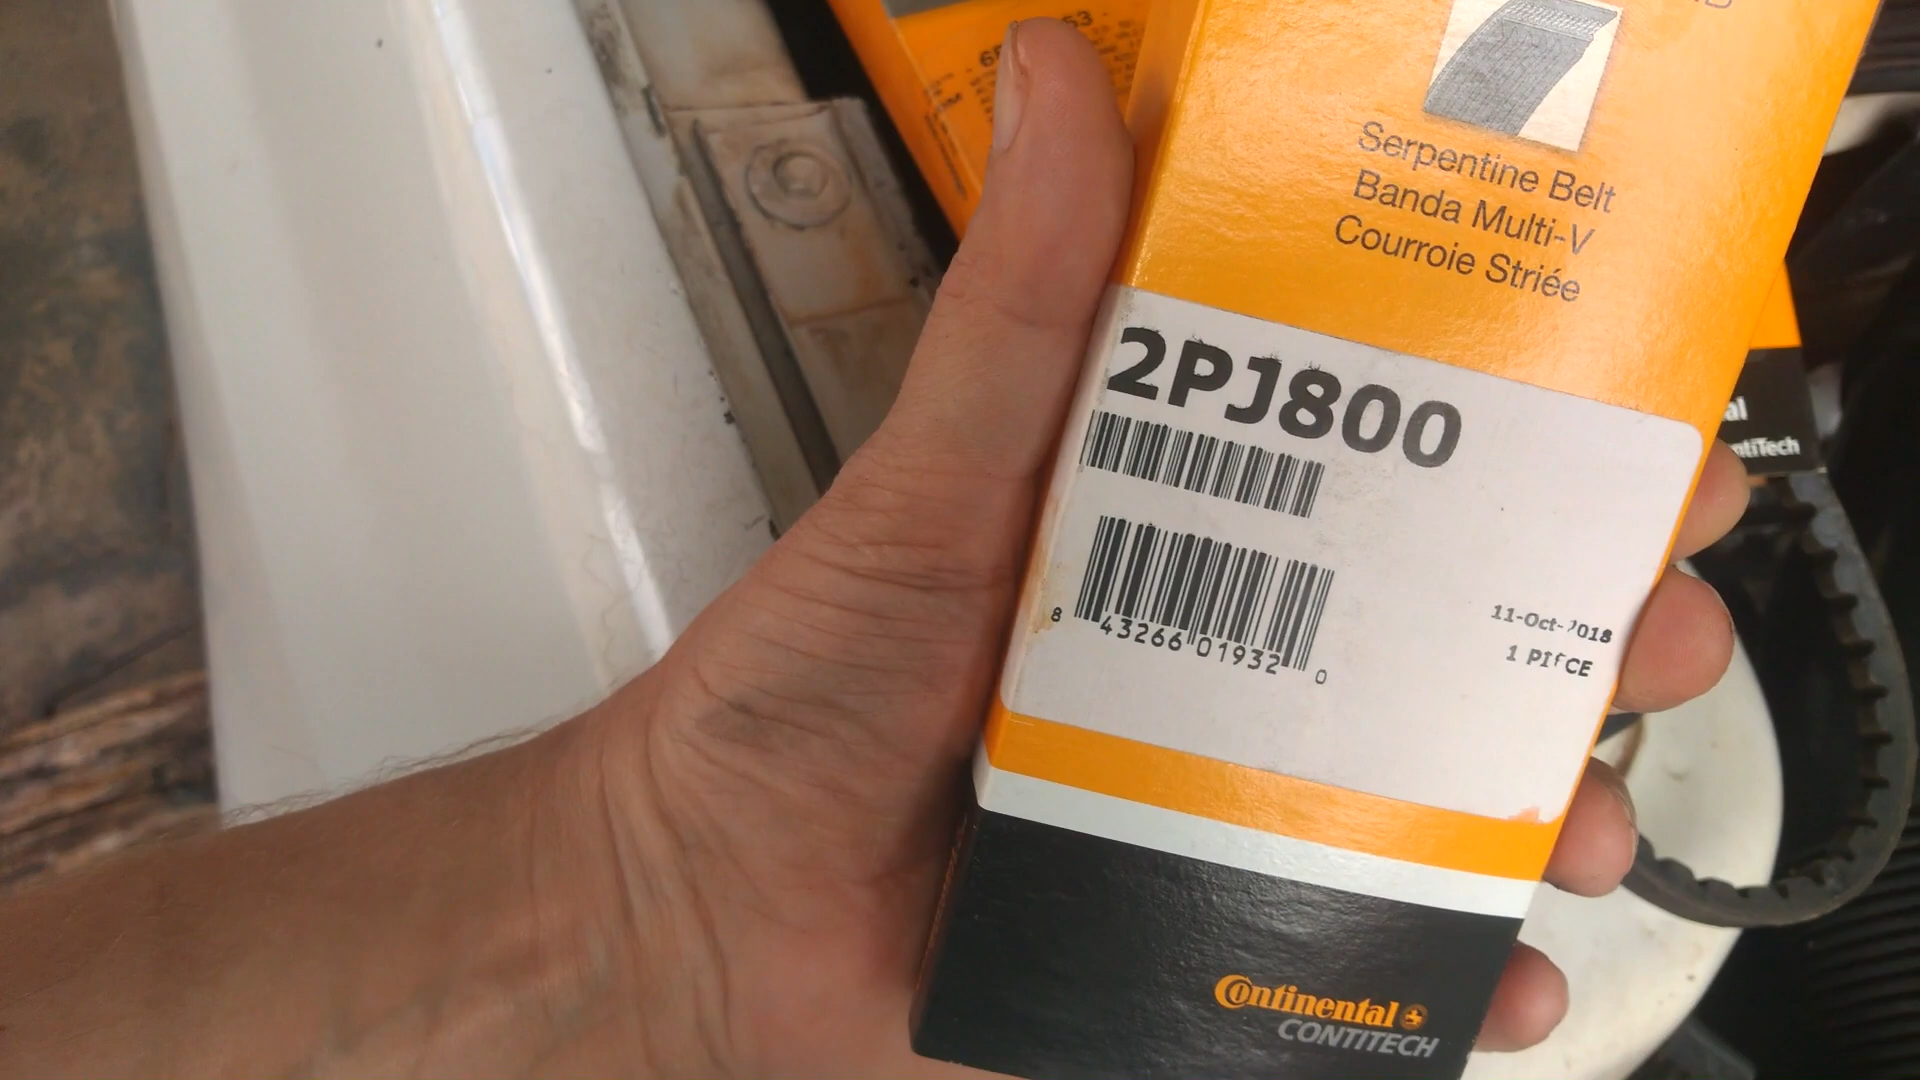 Serpentine Belt
Banda Multi-V
Courroie Striée
2PJ800
8 43266 01932 0
11-Oct-2018
1 PIECE
Continental
CONTITECH